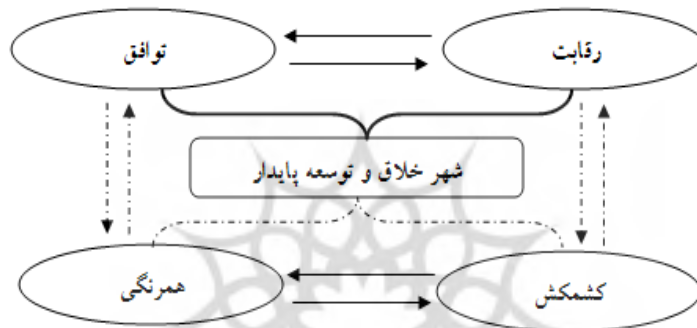 رقابت
توافق
شهر خلاق و توسعه پایدار
کشمکش
همرنگی